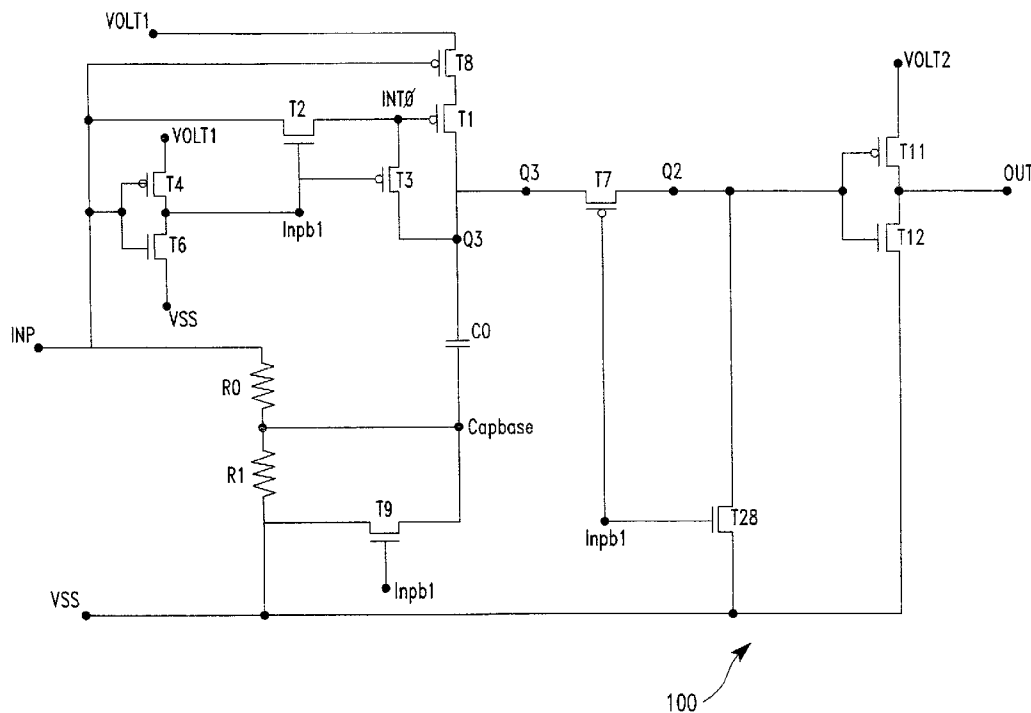 VOLT1
T8
VOLT2
T2
INTØ
T1
VOLT1
T11
T4
T3
Q3
T7
Q2
OUT
Inpb1
T6
Q3
T12
VSS
INP
C0
R0
Capbase
R1
T9
T28
Inpb1
Inpb1
VSS
100